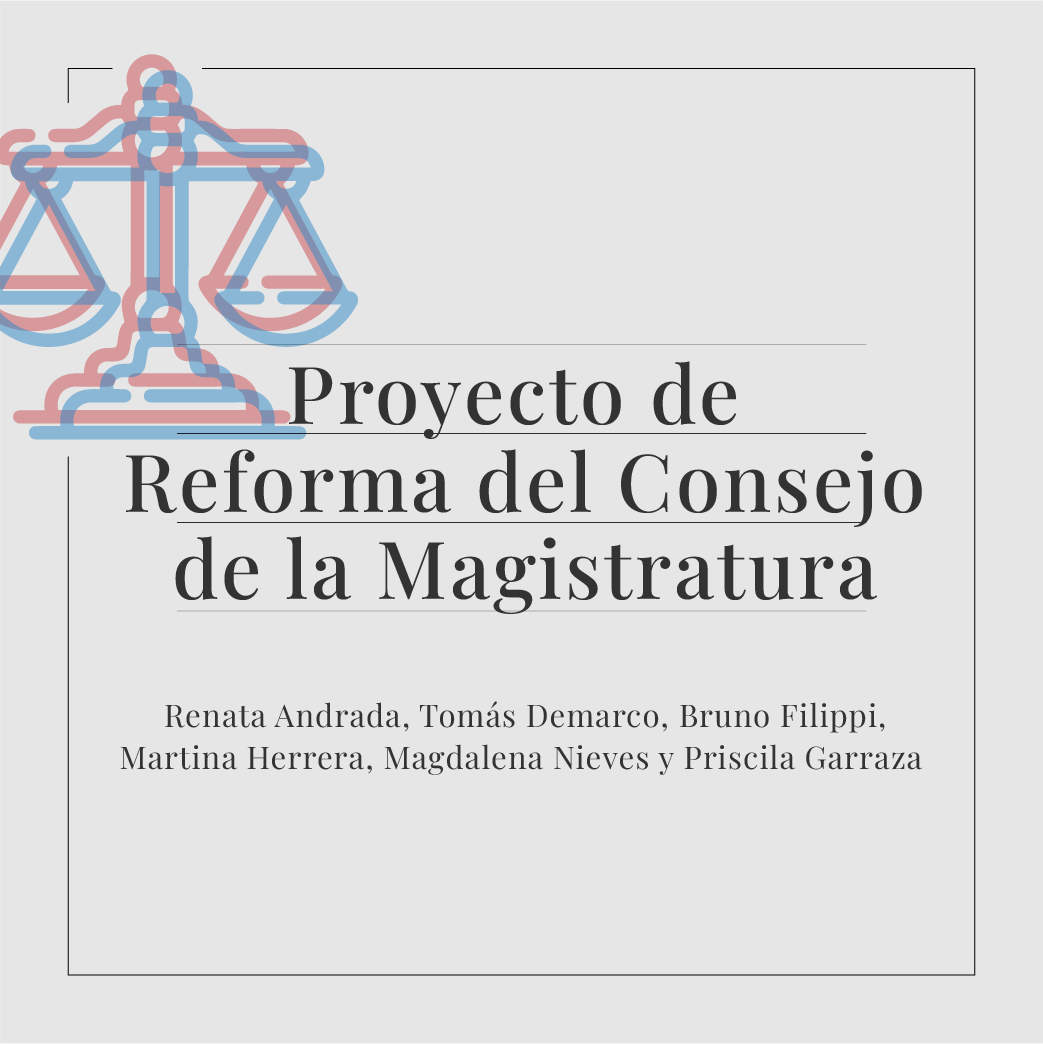 Proyecto de
Reforma del Consejo
de la Magistratura
Renata Andrada, Tomás Demarco, Bruno Filippi,
Martina Herrera, Magdalena Nieves y Priscila Garraza